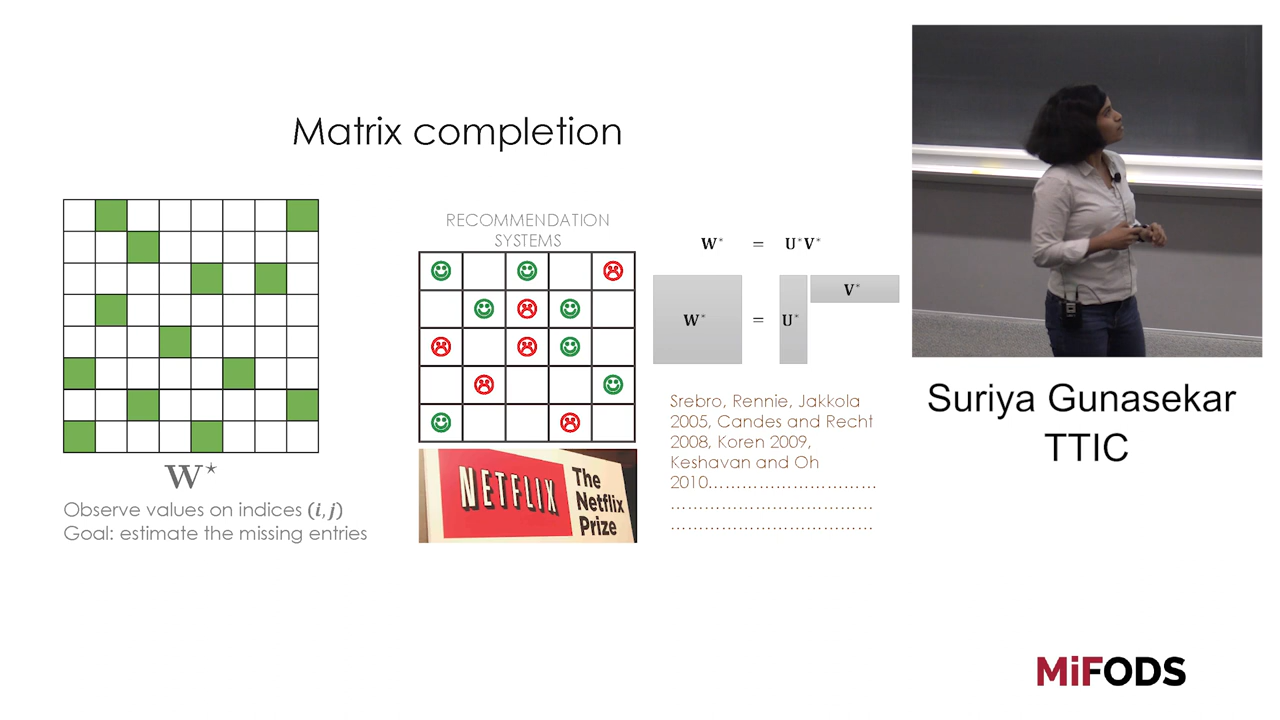 Matrix completion
W*
Observe values on indices (i, j)
Goal: estimate the missing entries
RECOMMENDATION
SYSTEMS
NETFLIX
The
Netflix
Prize
W* = U*V*
W* = U* V*
Srebro, Rennie, Jakkola
2005, Candes and Recht
2008, Koren 2009,
Keshavan and Oh
2010..............................
....................................
....................................
Suriya Gunasekar
TTIC
MiFODS